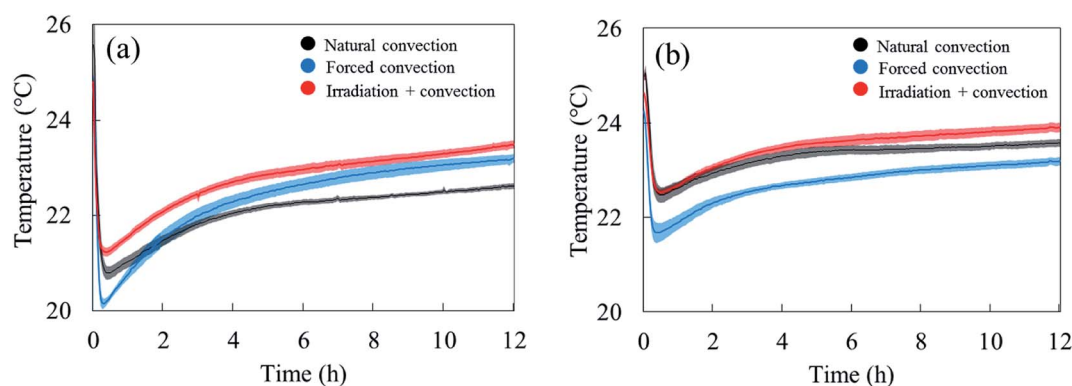 (a)
Natural convection
Forced convection
Irradiation + convection
Temperature (°C)
26
24
22
20
0 2 4 6 8 10 12
Time (h)
(b)
Natural convection
Forced convection
Irradiation + convection
Temperature (°C)
26
24
22
20
0 2 4 6 8 10 12
Time (h)